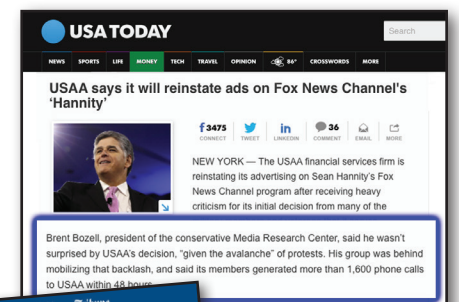 USA TODAY
Search
NEWS SPORTS LIFE MONEY TECH TRAVEL OPINION 86° CROSSWORDS MORE
USAA says it will reinstate ads on Fox News Channel's
'Hannity'
f 3475 in 36
CONNECT TWEET LINKEDIN COMMENT EMAIL MORE
NEW YORK — The USAA financial services firm is
reinstating its advertising on Sean Hannity's Fox
News Channel program after receiving heavy
criticism for its initial decision from many of the
Brent Bozell, president of the conservative Media Research Center, said he wasn't
surprised by USAA's decision, "given the avalanche" of protests. His group was behind
mobilizing that backlash, and said its members generated more than 1,600 phone calls
to USAA within 48 hours